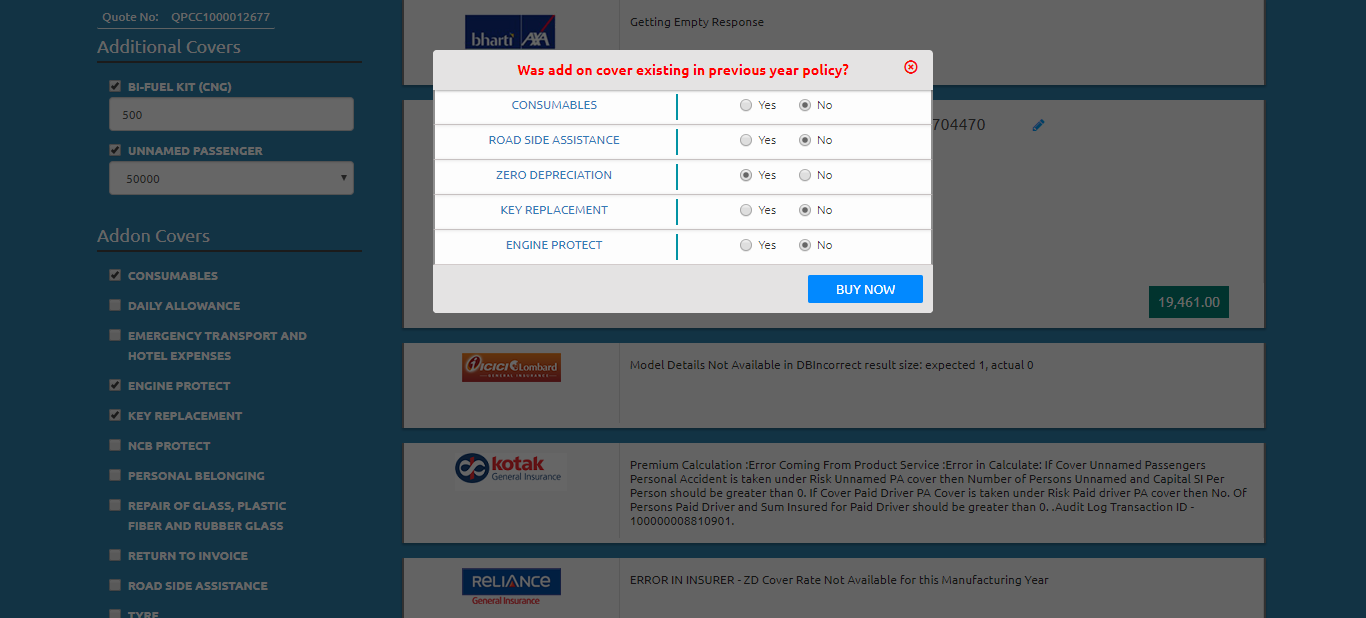 Quote No: QPCC1000012677
Additional Covers
BI-FUEL KIT (CNG)
500
UNNAMED PASSENGER
50000
Addon Covers
CONSUMABLES
DAILY ALLOWANCE
EMERGENCY TRANSPORT AND
HOTEL EXPENSES
ENGINE PROTECT
KEY REPLACEMENT
NCB PROTECT
PERSONAL BELONGING
REPAIR OF GLASS, PLASTIC
FIBER AND RUBBER GLASS
RETURN TO INVOICE
ROAD SIDE ASSISTANCE
TYRE
bharti AXA
Getting Empty Response
Was add on cover existing in previous year policy?
CONSUMABLES Yes No
ROAD SIDE ASSISTANCE Yes No
ZERO DEPRECIATION Yes No
KEY REPLACEMENT Yes No
ENGINE PROTECT Yes No
BUY NOW
704470
19,461.00
ICICI Lombard
GENERAL INSURANCE
Model Details Not Available in DBIncorrect result size: expected 1, actual 0
kotak
General Insurance
Premium Calculation :Error Coming From Product Service :Error in Calculate: If Cover Unnamed Passengers
Personal Accident is taken under Risk Unnamed PA cover then Number of Persons Unnamed and Capital SI Per
Person should be greater than 0. If Cover Paid Driver PA Cover is taken under Risk Paid driver PA cover then No. Of
Persons Paid Driver and Sum Insured for Paid Driver should be greater than 0. .Audit Log Transaction ID -
100000008810901.
RELIANCE
General Insurance
ERROR IN INSURER - ZD Cover Rate Not Available for this Manufacturing Year